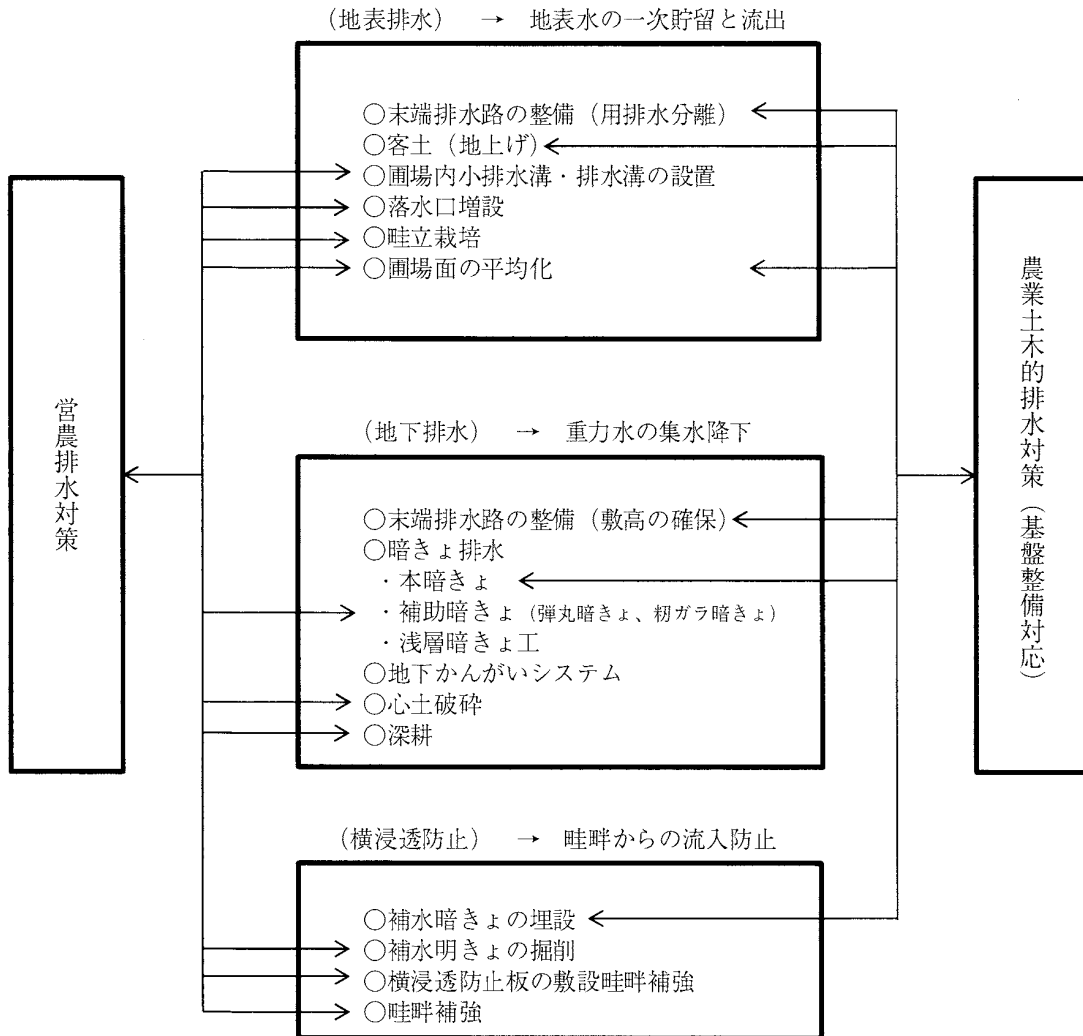 （地表排水） → 地表水の一次貯留と流出
○末端排水路の整備（用排水分離）
○客土（地上げ）
○圃場内小排水溝・排水溝の設置
○落水口増設
○畦立栽培
○圃場面の平均化
営農排水対策
農業土木的排水対策（基盤整備対応）
（地下排水） → 重力水の集水降下
○末端排水路の整備（敷高の確保）
○暗きょ排水
・本暗きょ
・補助暗きょ（弾丸暗きょ、籾ガラ暗きょ）
・浅層暗きょ工
○地下かんがいシステム
○心土破砕
○深耕
（横浸透防止） → 畦畔からの流入防止
○補水暗きょの埋設
○補水明きょの掘削
○横浸透防止板の敷設畦畔補強
○畦畔補強